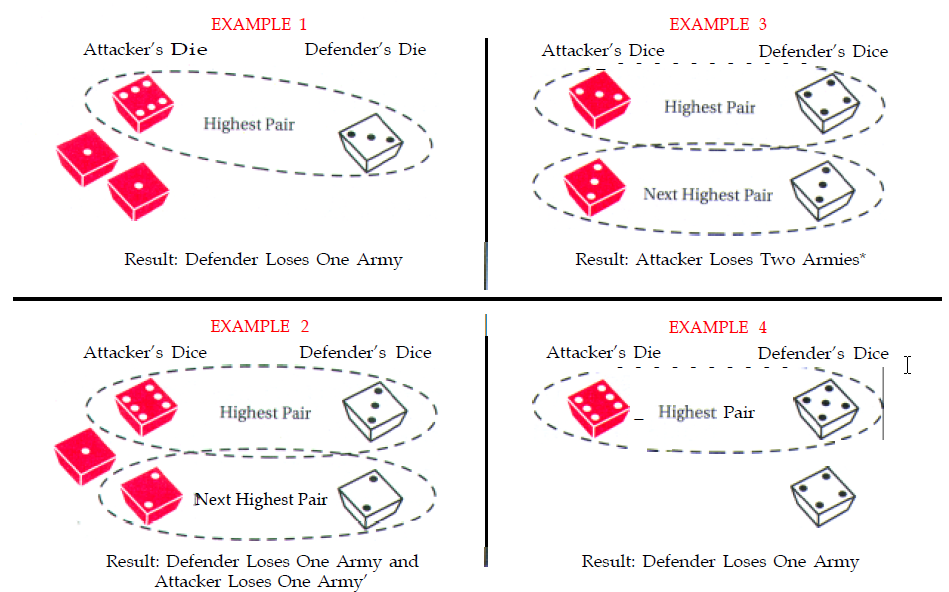 EXAMPLE 1
Attacker's Die Defender's Die
Highest Pair
Result: Defender Loses One Army
EXAMPLE 3
Attacker's Dice Defender's Dice
Highest Pair
Next Highest Pair
Result: Attacker Loses Two Armies*
EXAMPLE 2
Attacker's Dice Defender's Dice
Highest Pair
Next Highest Pair
Result: Defender Loses One Army and
Attacker Loses One Army'
EXAMPLE 4
Attacker's Die Defender's Dice
Highest Pair
Result: Defender Loses One Army